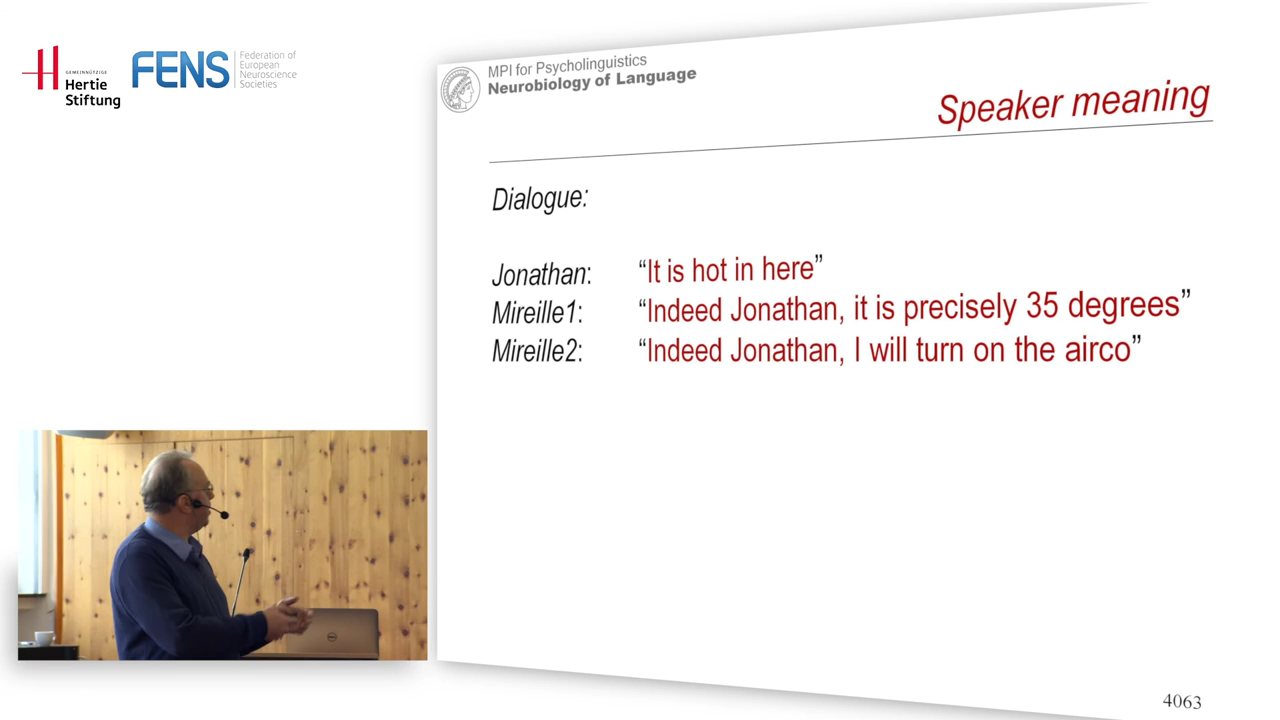 GEMEINNÜTZIGE
Hertie
Stiftung
FENS
Federation of
European
Neuroscience
Societies
MPI for Psycholinguistics
Neurobiology of Language
Speaker meaning
Dialogue:
Jonathan: “It is hot in here”
Mireille1: “Indeed Jonathan, it is precisely 35 degrees”
Mireille2: “Indeed Jonathan, I will turn on the airco”
4063